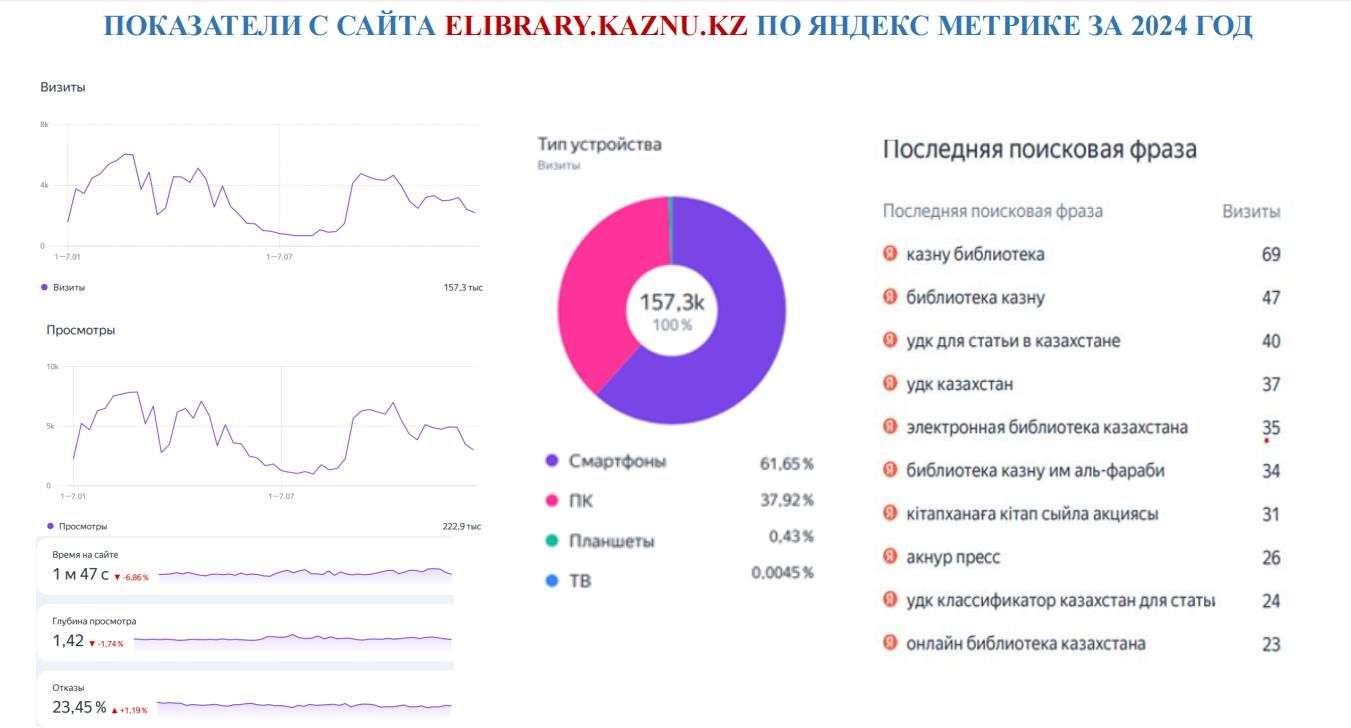 ПОКАЗАТЕЛИ С САЙТА ELIBRARY.KAZNU.KZ ПО ЯНДЕКС МЕТРИКЕ ЗА 2024 ГОД
Визиты
8k
4k
0
1—7.01
1—7.07
Визиты
157,3 тыс
Просмотры
10k
5k
0
1—7.01
1—7.07
Просмотры
222,9 тыс
Время на сайте
1 м 47 с ▼ -6,86 %
Глубина просмотра
1,42 ▼ -1,74 %
Отказы
23,45 % ▲ +1,19 %
Тип устройства
Визиты
157,3k
100 %
Смартфоны 61,65 %
ПК 37,92 %
Планшеты 0,43 %
ТВ 0,0045 %
Последняя поисковая фраза
Последняя поисковая фраза Визиты
Я казну библиотека 69
Я библиотека казну 47
Я удк для статьи в казахстане 40
Я удк казахстан 37
Я электронная библиотека казахстана 35
Я библиотека казну им аль-фараби 34
Я кітапханаға кітап сыйла акциясы 31
Я акнур пресс 26
Я удк классификатор казахстан для статьи 24
Я онлайн библиотека казахстана 23